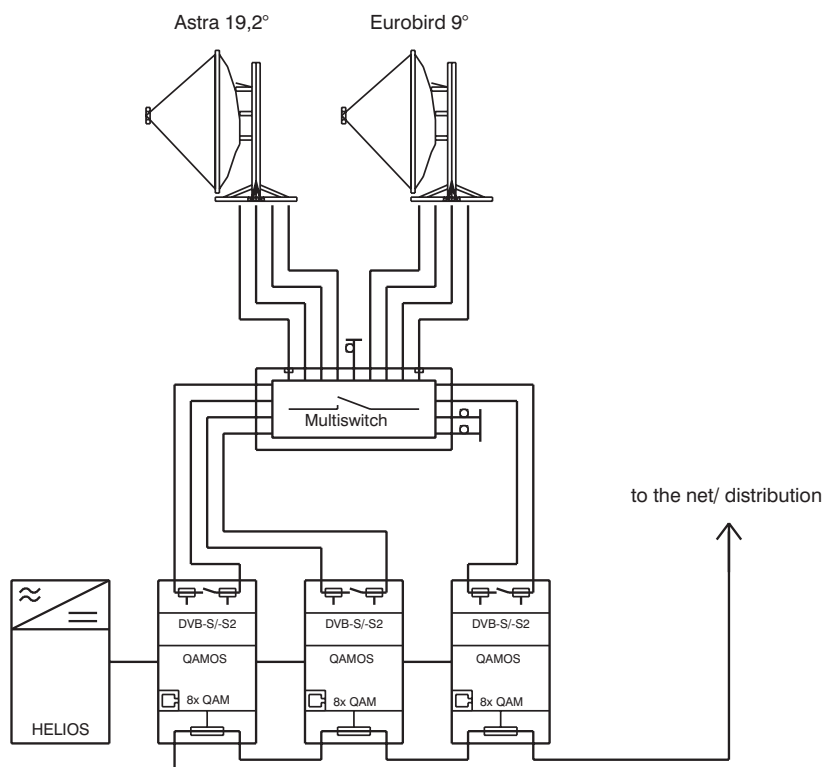 Astra 19,2° Eurobird 9°
Multiswitch
to the net/ distribution
DVB-S/-S2 DVB-S/-S2 DVB-S/-S2
QAMOS QAMOS QAMOS
8x QAM 8x QAM 8x QAM
HELIOS